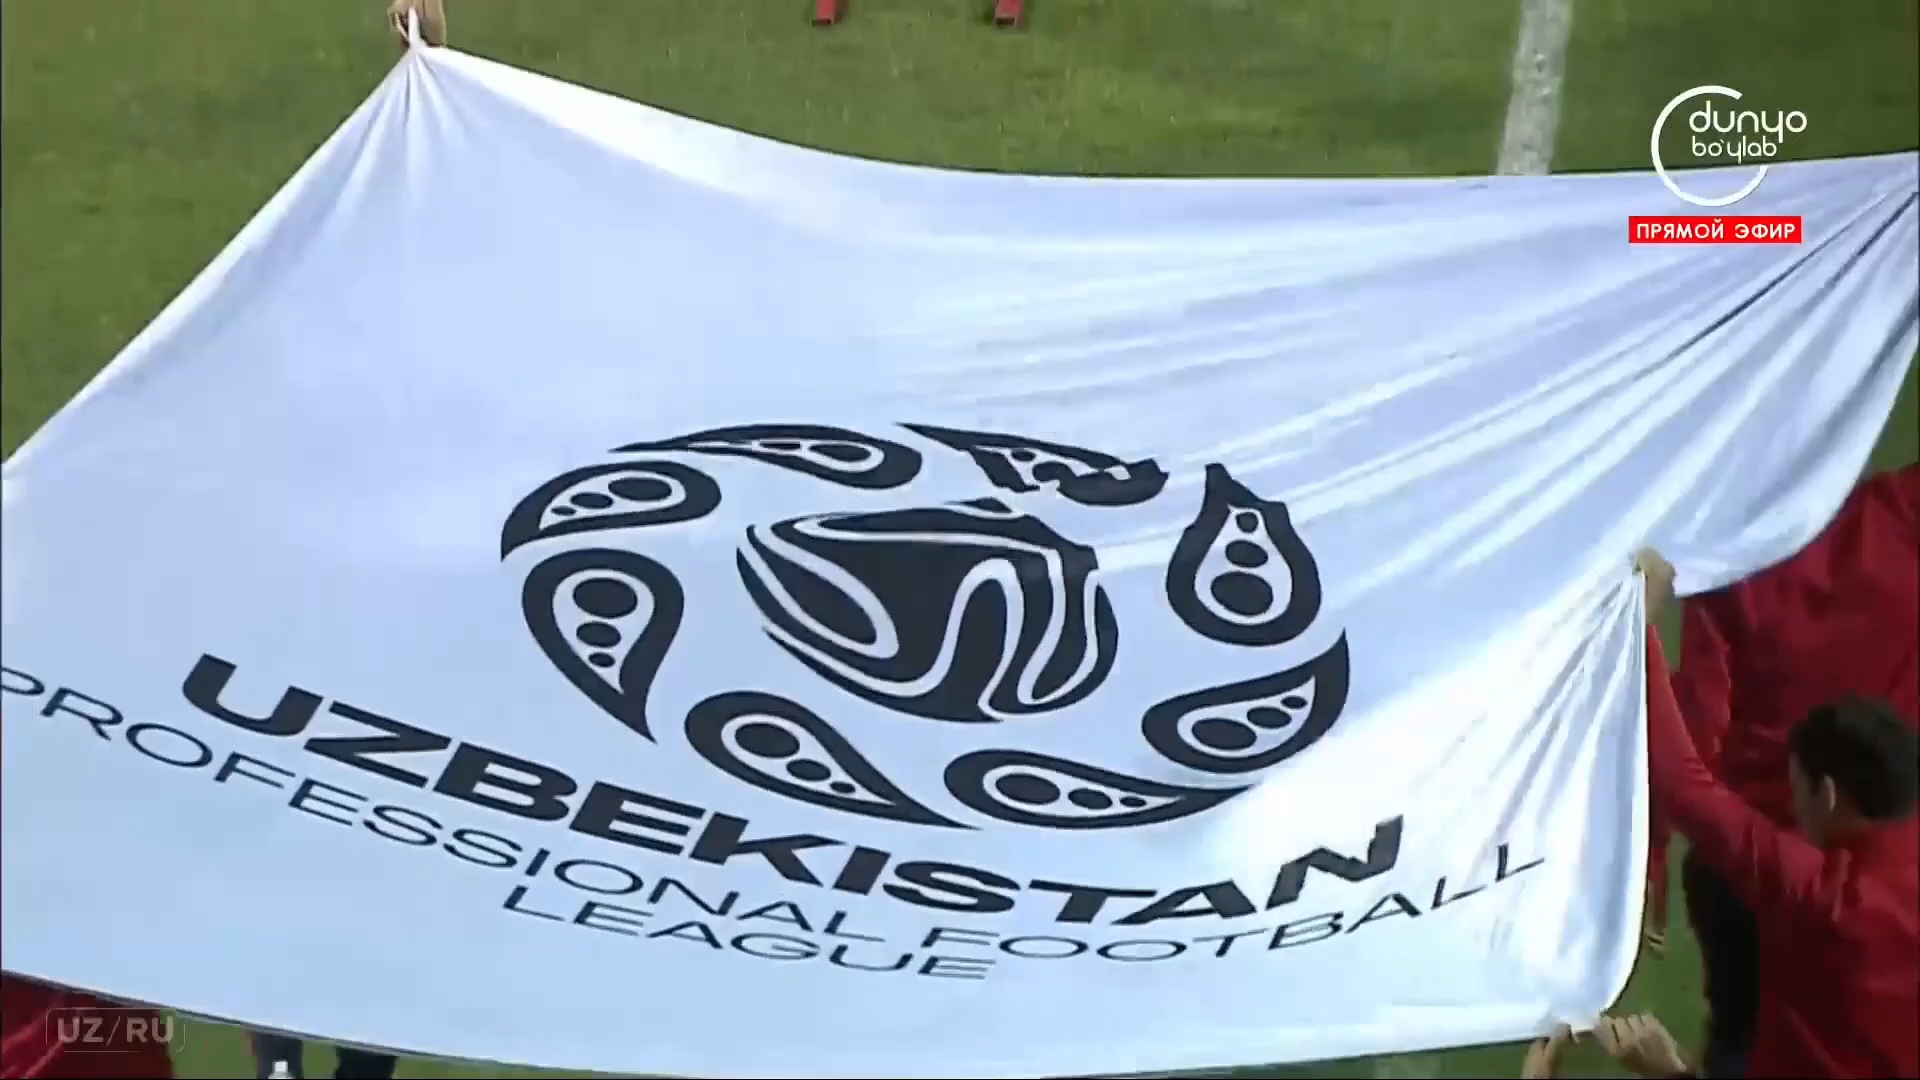 dunyo
bo'ylab
ПРЯМОЙ ЭФИР
UZBEKISTAN
PROFESSIONAL FOOTBALL
LEAGUE
UZ/RU